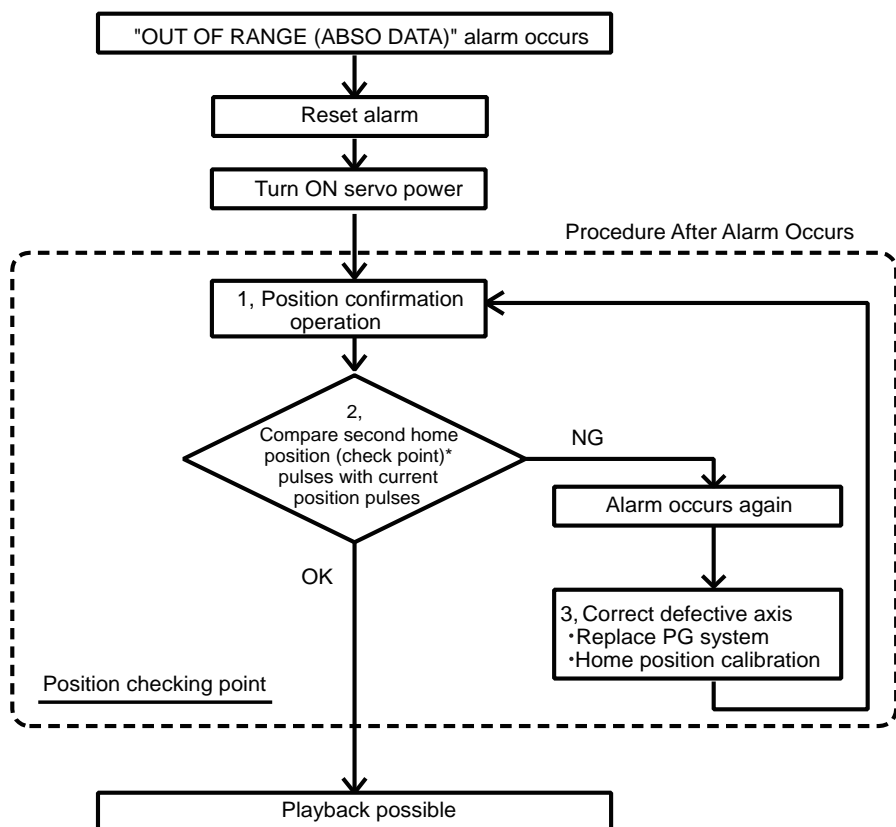 "OUT OF RANGE (ABSO DATA)" alarm occurs
Reset alarm
Turn ON servo power
Procedure After Alarm Occurs
1, Position confirmation
operation
2,
Compare second home
position (check point)*
pulses with current
position pulses
NG
Alarm occurs again
OK
3, Correct defective axis
・Replace PG system
・Home position calibration
Position checking point
Playback possible